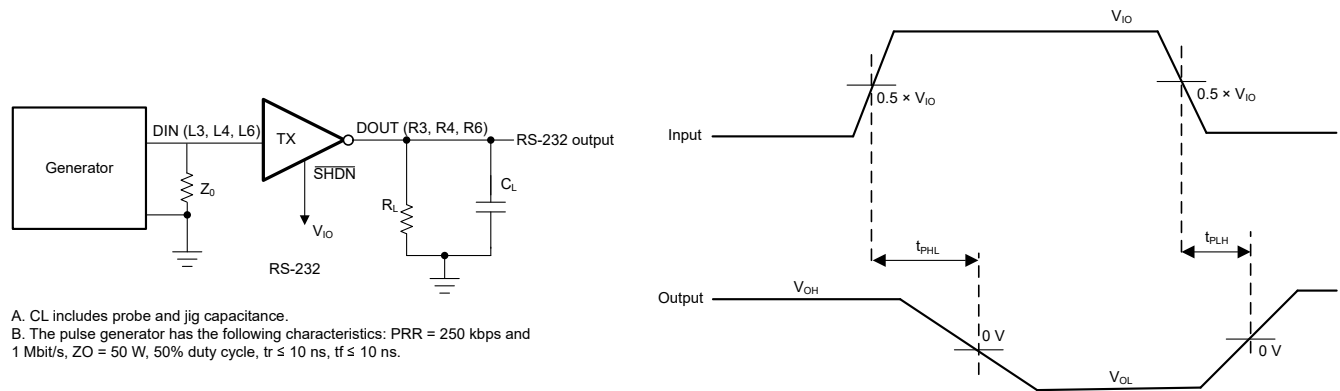 Generator
DIN (L3, L4, L6)
Z0
TX
SHDN
VIO
RS-232
DOUT (R3, R4, R6)
RS-232 output
RL
CL
A. CL includes probe and jig capacitance.
B. The pulse generator has the following characteristics: PRR = 250 kbps and
1 Mbit/s, ZO = 50 W, 50% duty cycle, tr ≤ 10 ns, tf ≤ 10 ns.
VIO
0.5 × VIO
0.5 × VIO
Input
tPHL
tPLH
Output
VOH
0 V
0 V
VOL